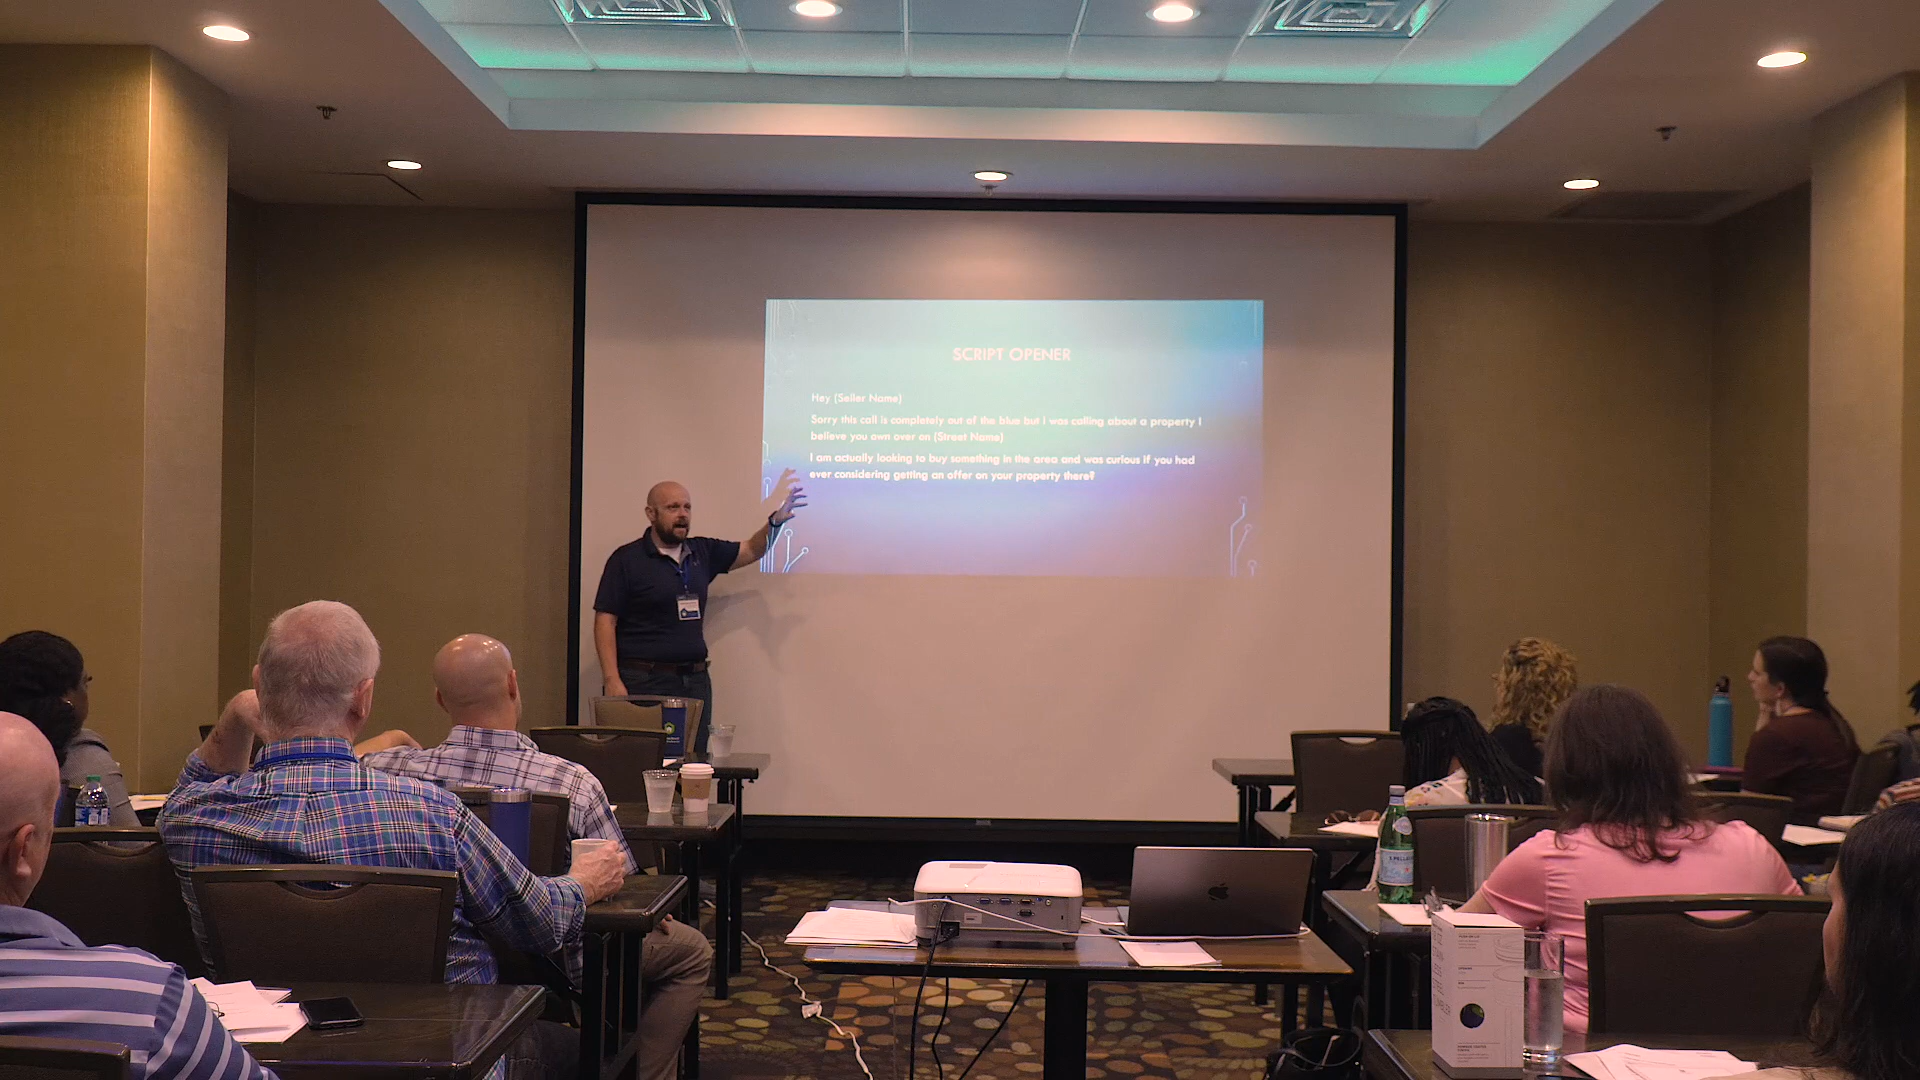 SCRIPT OPENER
Hey (Seller Name)
Sorry this call is completely out of the blue but I was calling about a property I
believe you own over on (Street Name)
I am actually looking to buy something in the area and was curious if you had
ever considering getting an offer on your property there?
S.PELLEGRINO